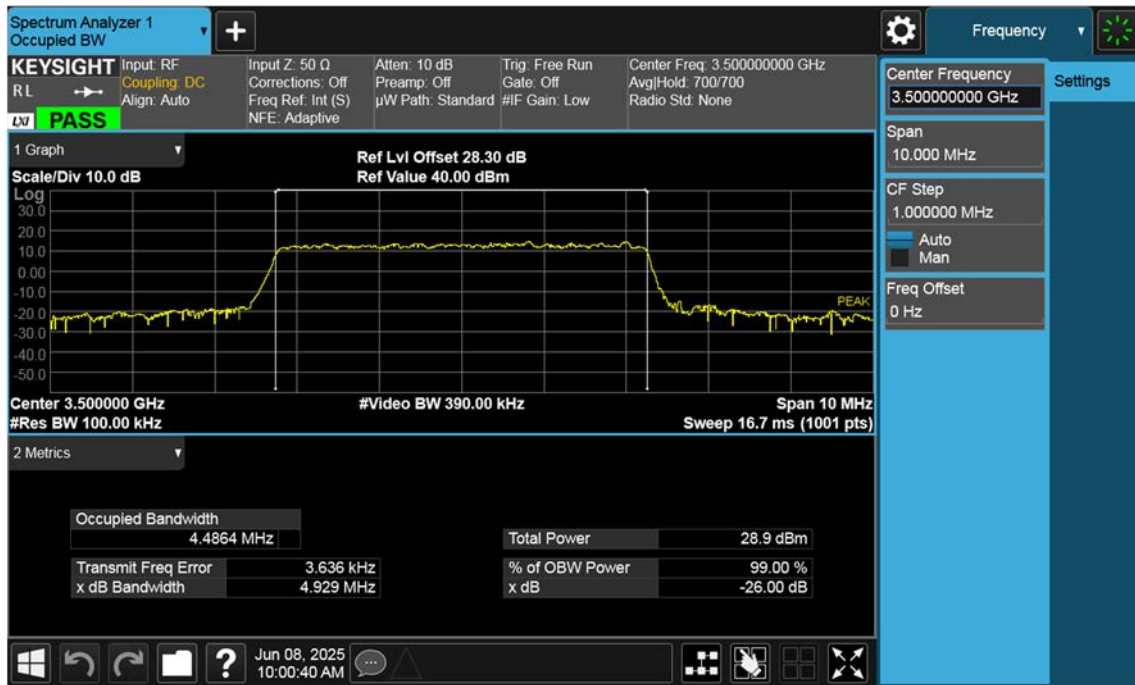 Spectrum Analyzer 1
Occupied BW
+
Frequency
KEYSIGHT
RL
LXI PASS
Input: RF
Coupling: DC
Align: Auto
Input Z: 50 Ω
Corrections: Off
Freq Ref: Int (S)
NFE: Adaptive
Atten: 10 dB
Preamp: Off
µW Path: Standard
Trig: Free Run
Gate: Off
#IF Gain: Low
Center Freq: 3.500000000 GHz
Avg|Hold: 700/700
Radio Std: None
Center Frequency
3.500000000 GHz
Settings
Span
10.000 MHz
CF Step
1.000000 MHz
Auto
Man
Freq Offset
0 Hz
1 Graph
Scale/Div 10.0 dB
Ref Lvl Offset 28.30 dB
Ref Value 40.00 dBm
Log
30.0
20.0
10.0
0.00
-10.0
-20.0
-30.0
-40.0
-50.0
PEAK
Center 3.500000 GHz
#Video BW 390.00 kHz
Span 10 MHz
#Res BW 100.00 kHz
Sweep 16.7 ms (1001 pts)
2 Metrics
Occupied Bandwidth
4.4864 MHz
Total Power 28.9 dBm
Transmit Freq Error 3.636 kHz
% of OBW Power 99.00 %
x dB Bandwidth 4.929 MHz
x dB -26.00 dB
?
Jun 08, 2025
10:00:40 AM